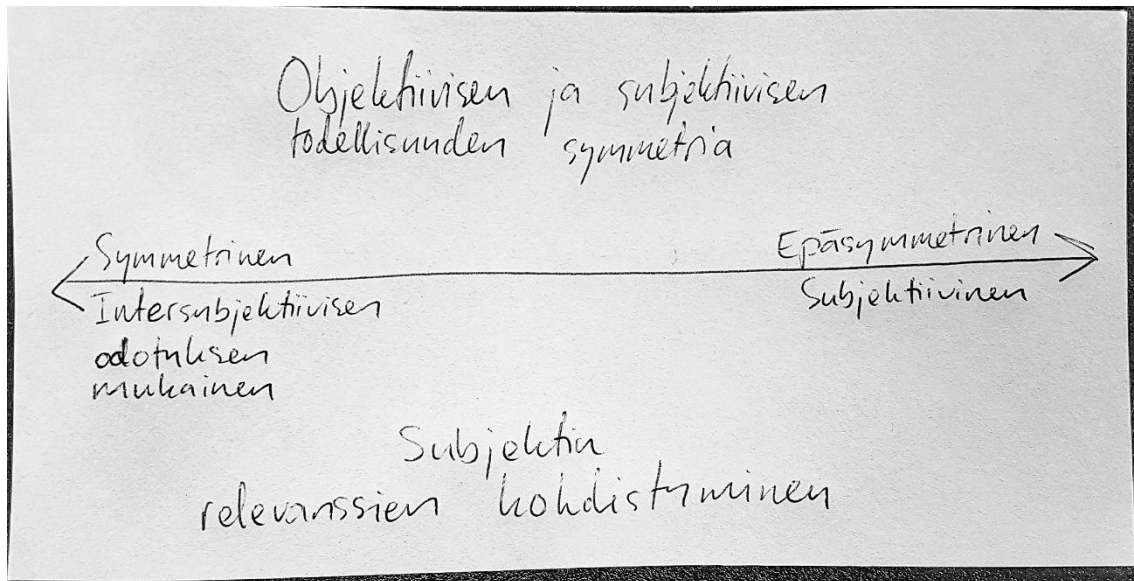 Objektiivisen ja subjektiivisen
todellisuuden symmetria
Symmetrinen
Epäsymmetrinen
Intersubjektiivisen
odotuksen
mukainen
Subjektiivinen
Subjektin
relevanssien kohdistuminen